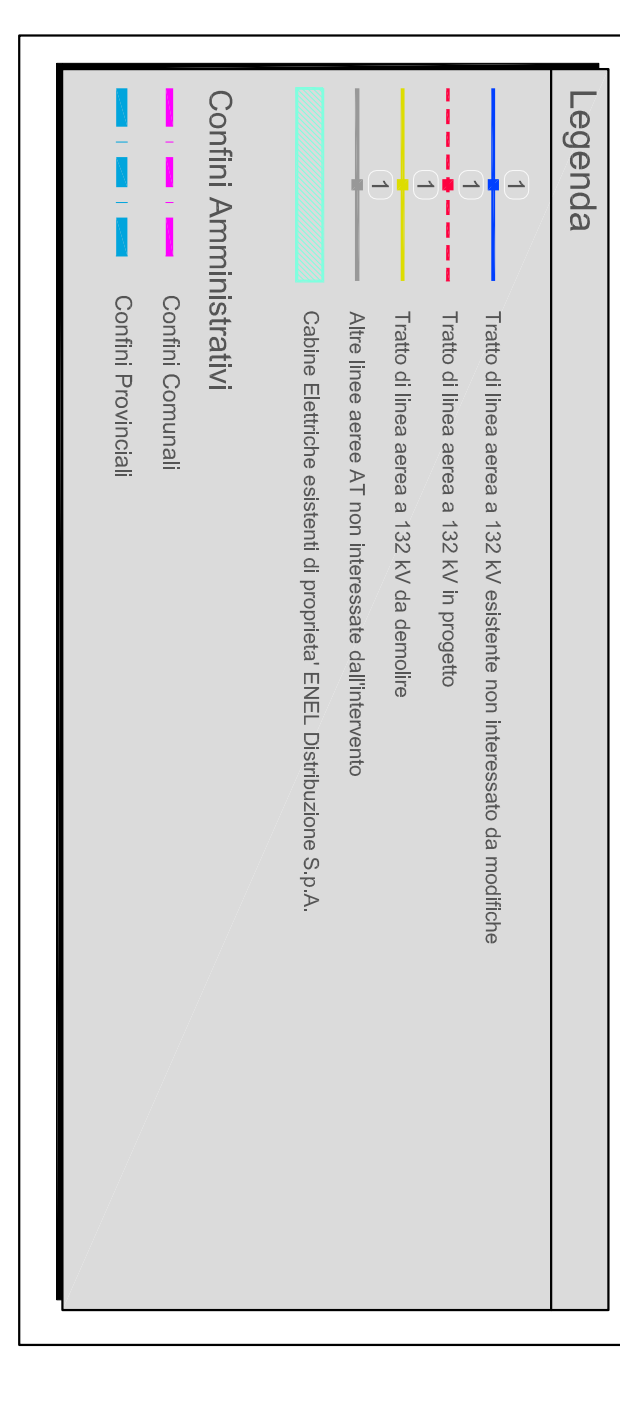 Legenda
1
Tratto di linea aerea a 132 kV esistente non interessato da modifiche
1
Tratto di linea aerea a 132 kV in progetto
1
Tratto di linea aerea a 132 kV da demolire
1
Altre linee aeree AT non interessate dall'intervento
Cabine Elettriche esistenti di proprieta' ENEL Distribuzione S.p.A.
Confini Amministrativi
Confini Comunali
Confini Provinciali